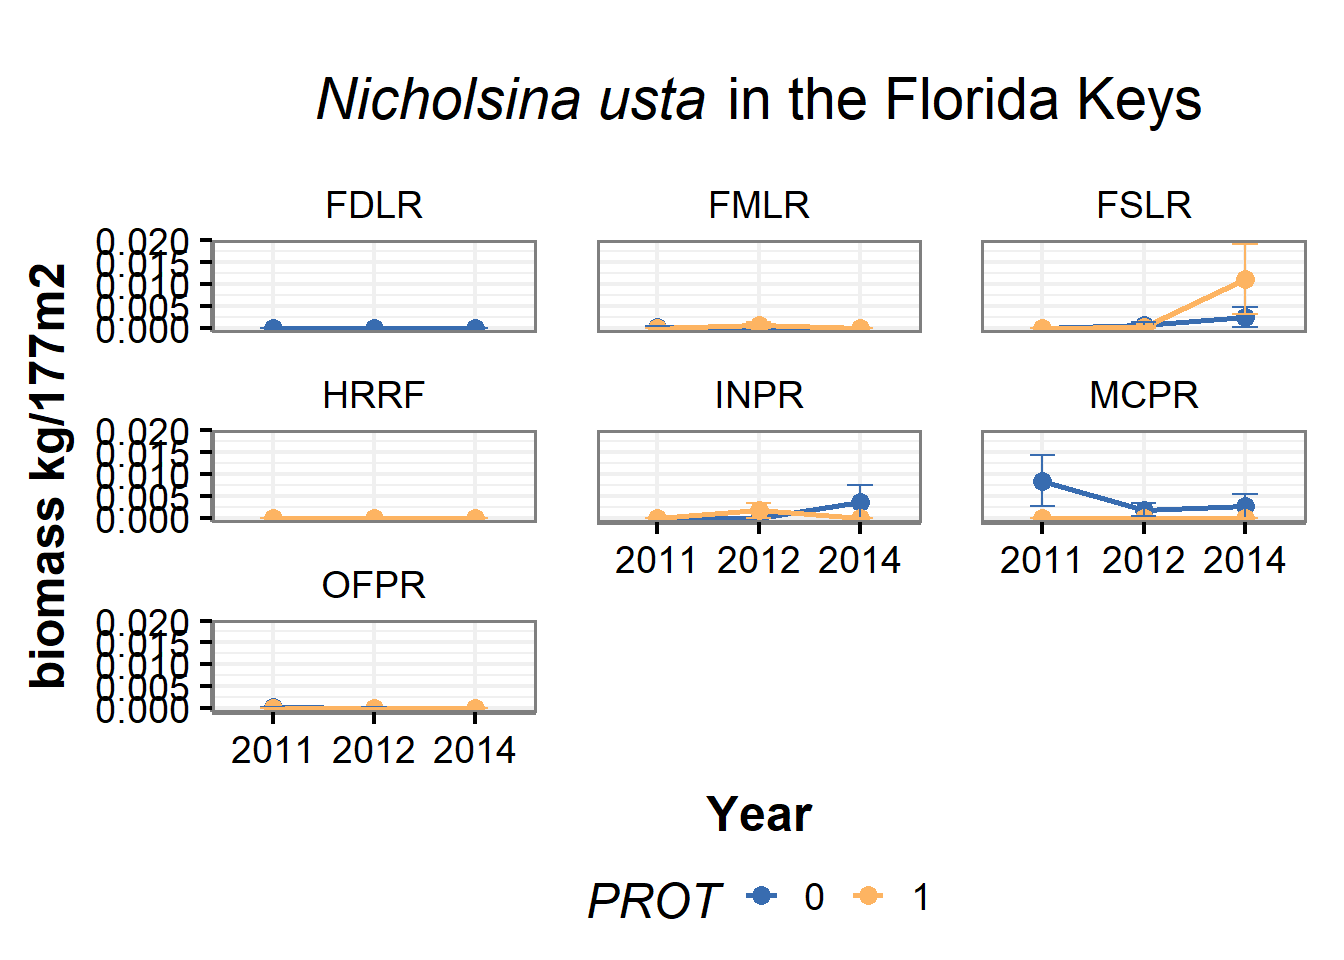 Nicholsina usta in the Florida Keys
FDLR FMLR FSLR
0.020
0.015
0.010
0.005
0.000
HRRF INPR MCPR
0.020
0.015
0.010
0.005
0.000
2011 2012 2014 2011 2012 2014
OFPR
0.020
0.015
0.010
0.005
0.000
2011 2012 2014
biomass kg/177m2
Year
PROT 0 1